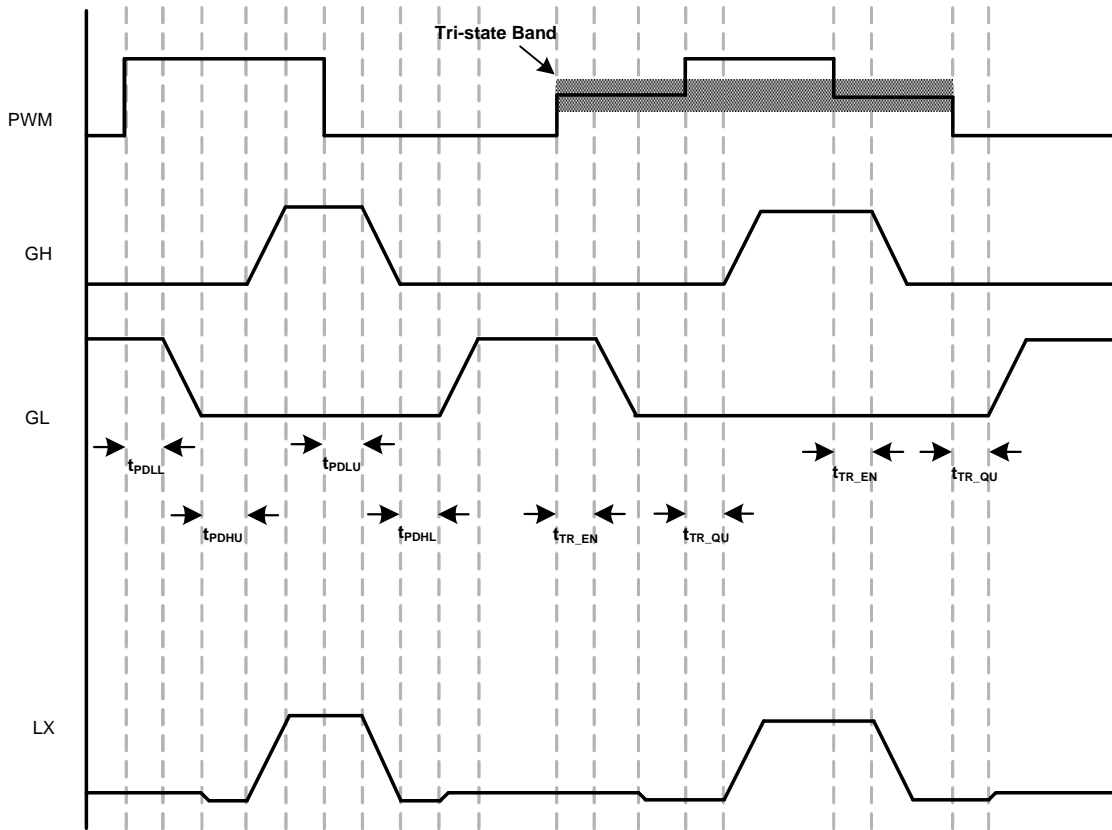 Tri-state Band
PWM
GH
GL
tPDLL
tPDLU
tTR_EN
tTR_QU
tPDHU
tPDHL
tTR_EN
tTR_QU
LX